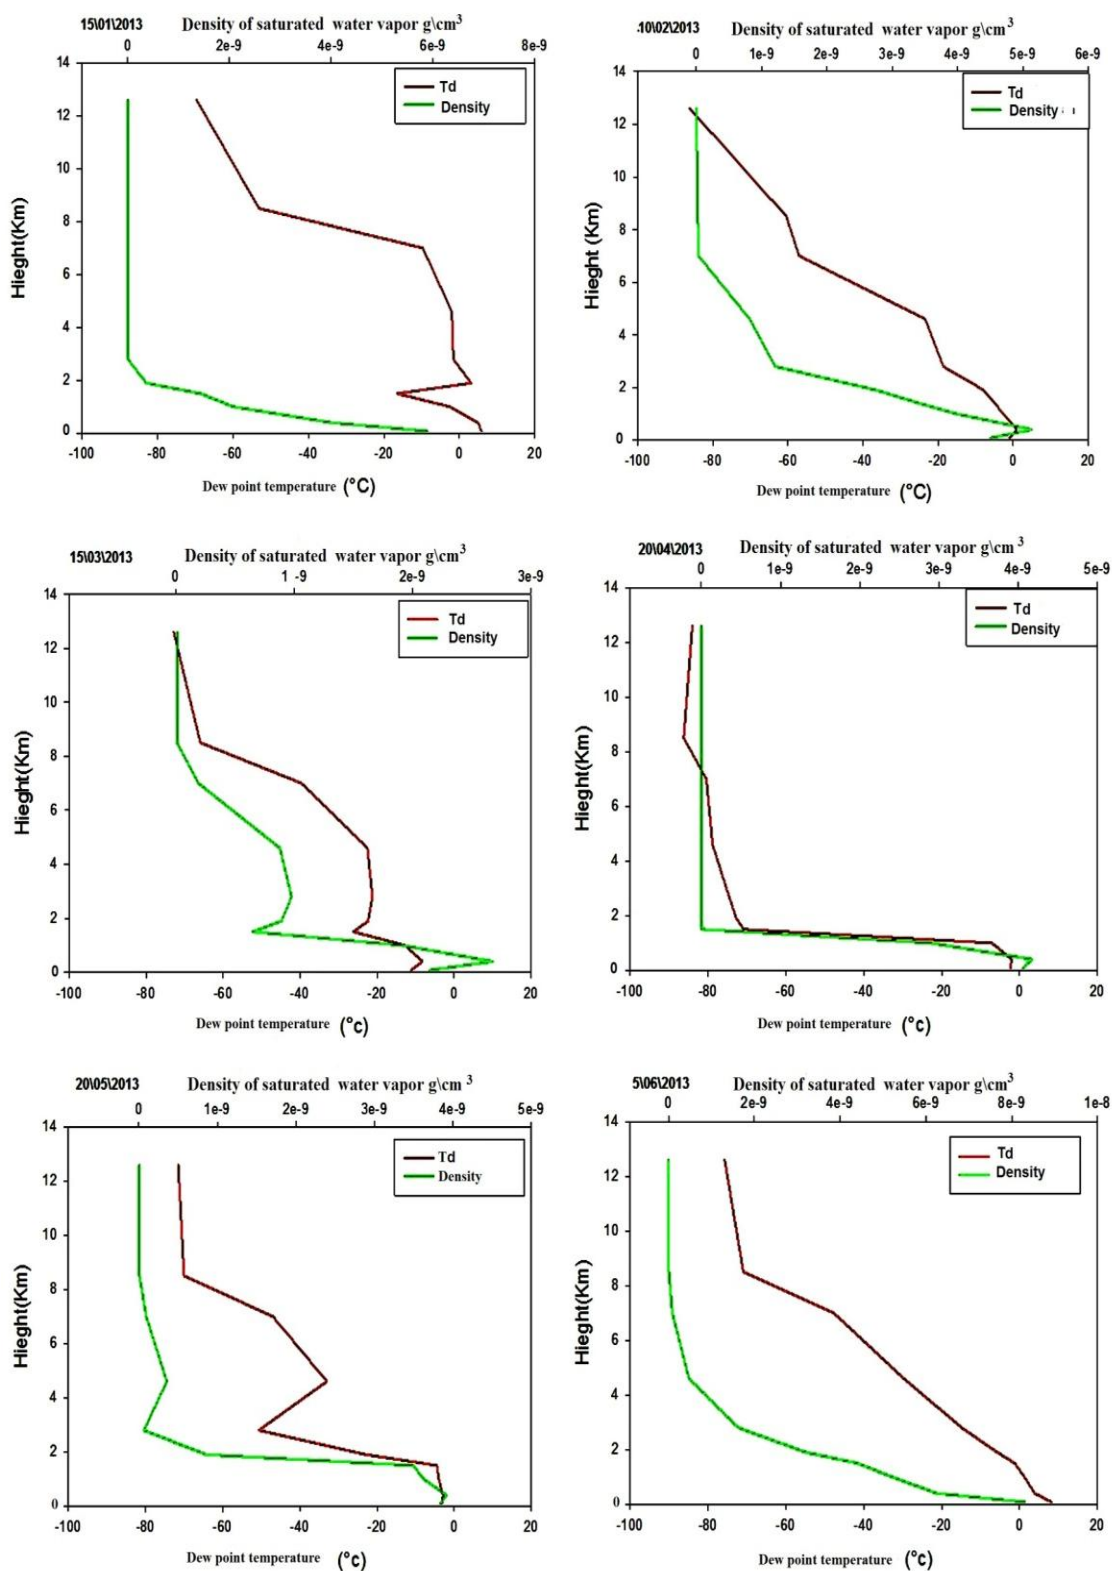 15\01\2013 Density of saturated water vapor g\cm3
0 2e-9 4e-9 6e-9 8e-9
14
12
10
8
6
4
2
0
Hieght(Km)
Td
Density
-100 -80 -60 -40 -20 0 20
Dew point temperature (°C)
10\02\2013 Density of saturated water vapor g\cm3
0 1e-9 2e-9 3e-9 4e-9 5e-9 6e-9
14
12
10
8
6
4
2
0
Hieght (Km)
Td
Density
-100 -80 -60 -40 -20 0 20
Dew point temperature (°C)
15\03\2013 Density of saturated water vapor g\cm3
0 1 -9 2e-9 3e-9
14
12
10
8
6
4
2
0
Hieght(Km)
Td
Density
-100 -80 -60 -40 -20 0 20
Dew point temperature (°c)
20\04\2013 Density of saturated water vapor g\cm3
0 1e-9 2e-9 3e-9 4e-9 5e-9
14
12
10
8
6
4
2
0
Hieght(Km)
Td
Density
-100 -80 -60 -40 -20 0 20
Dew point temperature (°c)
20\05\2013 Density of saturated water vapor g\cm 3
0 1e-9 2e-9 3e-9 4e-9 5e-9
14
12
10
8
6
4
2
0
Hieght(Km)
Td
Density
-100 -80 -60 -40 -20 0 20
Dew point temperature (°c)
5\06\2013 Density of saturated water vapor g\cm3
0 2e-9 4e-9 6e-9 8e-9 1e-8
14
12
10
8
6
4
2
0
Hieght(Km)
Td
Density
-100 -80 -60 -40 -20 0 20
Dew point temperature (°c)